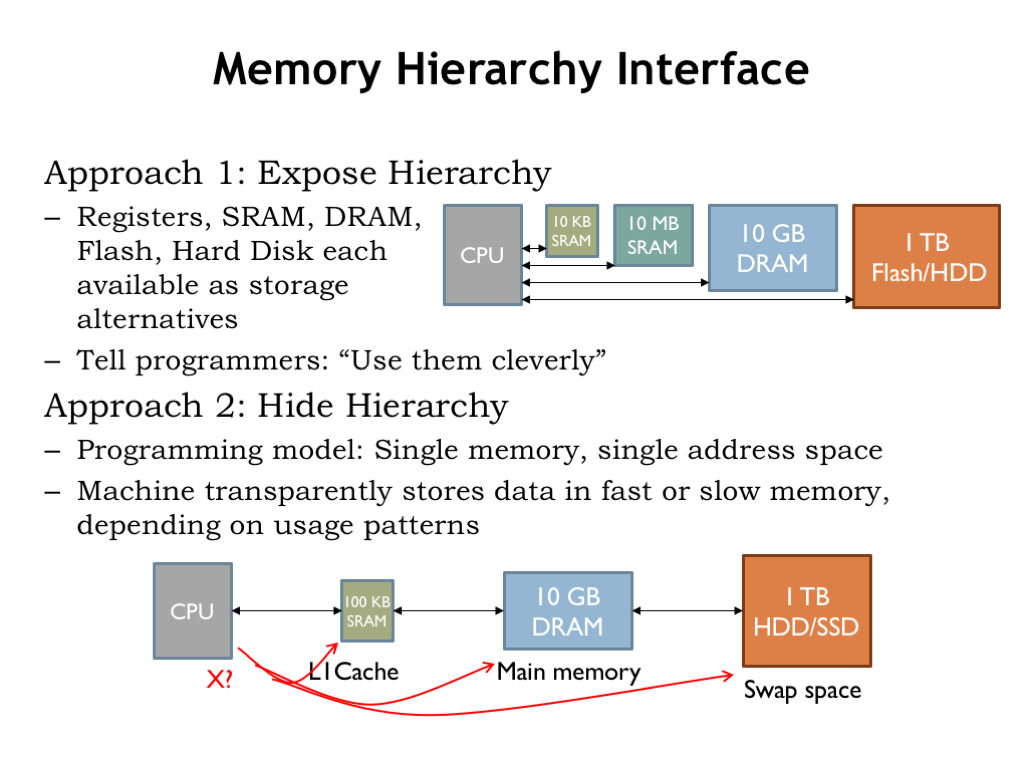 Memory Hierarchy Interface
Approach 1: Expose Hierarchy
– Registers, SRAM, DRAM,
Flash, Hard Disk each
available as storage
alternatives
CPU
10 KB
SRAM
10 MB
SRAM
10 GB
DRAM
1 TB
Flash/HDD
– Tell programmers: “Use them cleverly”
Approach 2: Hide Hierarchy
– Programming model: Single memory, single address space
– Machine transparently stores data in fast or slow memory,
depending on usage patterns
CPU
100 KB
SRAM
10 GB
DRAM
1 TB
HDD/SSD
X?
L1Cache
Main memory
Swap space